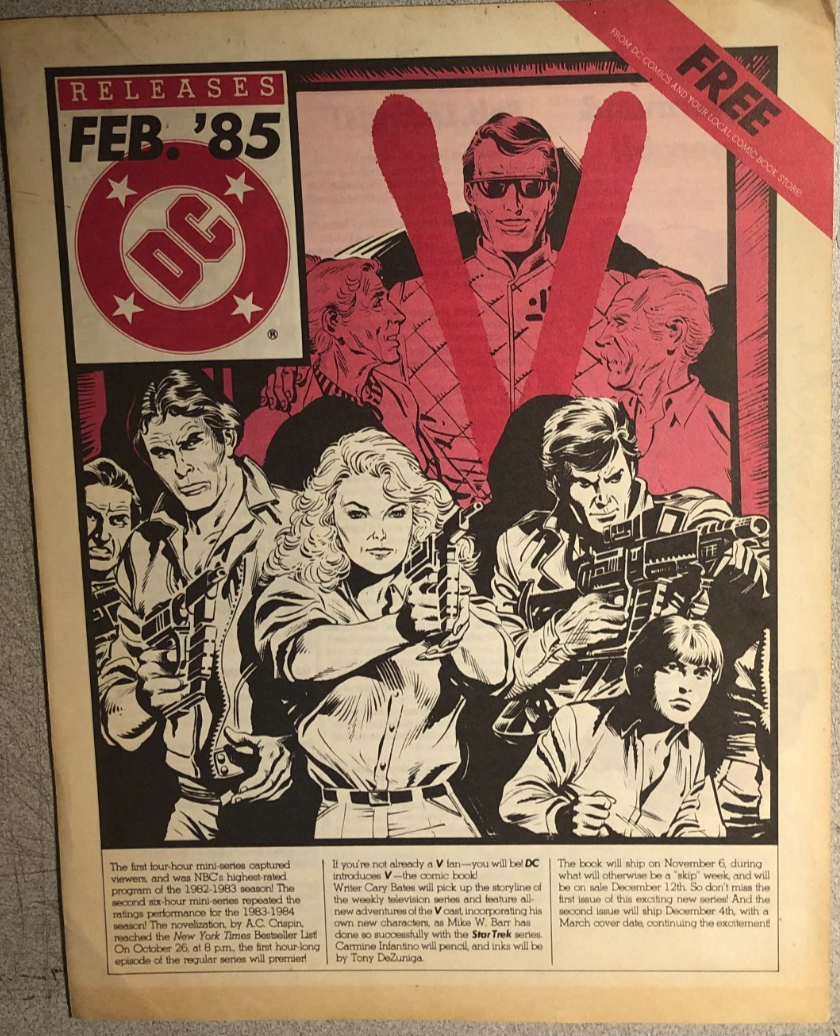 RELEASES
FEB. '85
DC
®
FREE
FROM DC COMICS AND YOUR LOCAL COMIC BOOK STORE!
V
The first four-hour mini-series captured
viewers, and was NBC's highest-rated
program of the 1982-1983 season! The
second six-hour mini-series repeated the
ratings performance for the 1983-1984
season! The novelization, by A.C. Crispin,
reached the New York Times Bestseller List!
On October 26, at 8 p.m., the first hour-long
episode of the regular series will premier!
If you're not already a V fan—you will be! DC
introduces V—the comic book!
Writer Cary Bates will pick up the storyline of
the weekly television series and feature all-
new adventures of the V cast, incorporating his
own new characters, as Mike W. Barr has
done so successfully with the Star Trek series.
Carmine Infantino will pencil, and inks will be
by Tony DeZuniga.
The book will ship on November 6, during
what will otherwise be a "skip" week, and will
be on sale December 12th. So don't miss the
first issue of this exciting new series! And the
second issue will ship December 4th, with a
March cover date, continuing the excitement!